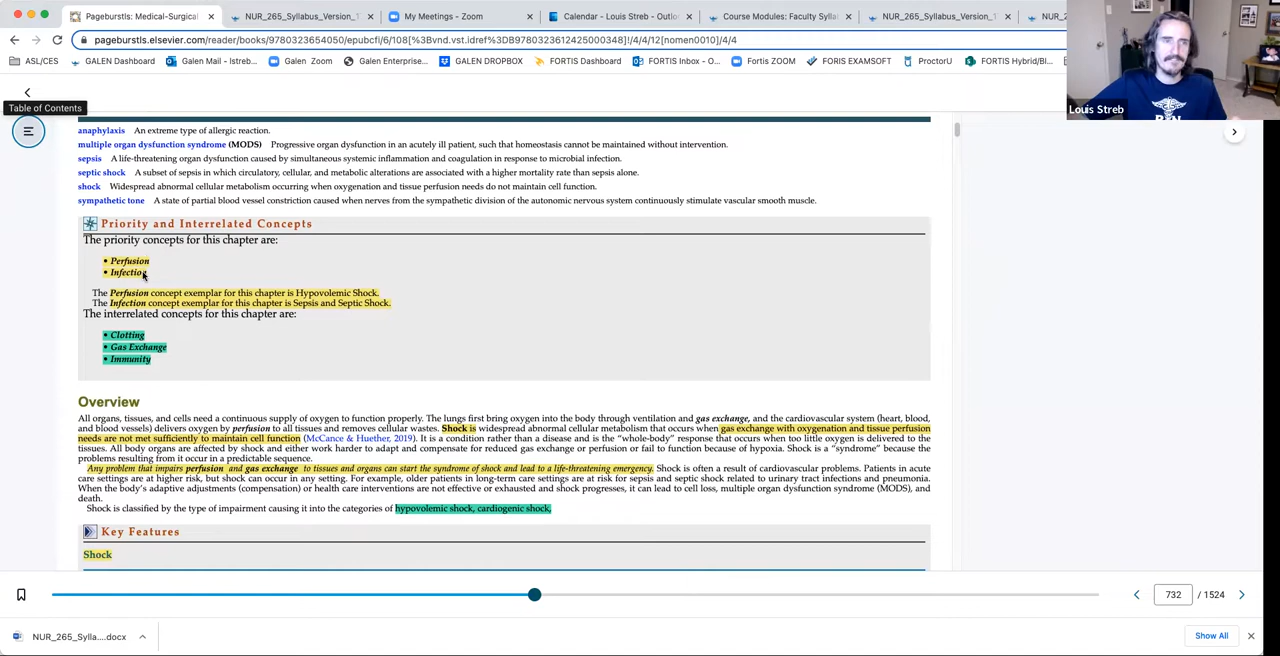 Pageburstls: Medical-Surgical
NUR_265_Syllabus_Version_1
My Meetings - Zoom
Calendar - Louis Streb - Outlo
Course Modules: Faculty Sylla
NUR_265_Syllabus_Version_1
NUR_2
pageburstls.elsevier.com/reader/books/9780323654050/epubcfi/6/108[%3Bvnd.vst.idref%3DB9780323612425000348]!/4/4/12[nomen0010]/4/4
ASL/CES
GALEN Dashboard
Galen Mail - lstreb...
Galen Zoom
Galen Enterprise...
GALEN DROPBOX
FORTIS Dashboard
FORTIS Inbox - O...
Fortis ZOOM
FORIS EXAMSOFT
ProctorU
FORTIS Hybrid/Bl...
Louis Streb
Table of Contents
anaphylaxis An extreme type of allergic reaction.
multiple organ dysfunction syndrome (MODS) Progressive organ dysfunction in an acutely ill patient, such that homeostasis cannot be maintained without intervention.
sepsis A life-threatening organ dysfunction caused by simultaneous systemic inflammation and coagulation in response to microbial infection.
septic shock A subset of sepsis in which circulatory, cellular, and metabolic alterations are associated with a higher mortality rate than sepsis alone.
shock Widespread abnormal cellular metabolism occurring when oxygenation and tissue perfusion needs do not maintain cell function.
sympathetic tone A state of partial blood vessel constriction caused when nerves from the sympathetic division of the autonomic nervous system continuously stimulate vascular smooth muscle.
Priority and Interrelated Concepts
The priority concepts for this chapter are:
• Perfusion
• Infection
The Perfusion concept exemplar for this chapter is Hypovolemic Shock.
The Infection concept exemplar for this chapter is Sepsis and Septic Shock.
The interrelated concepts for this chapter are:
• Clotting
• Gas Exchange
• Immunity
Overview
All organs, tissues, and cells need a continuous supply of oxygen to function properly. The lungs first bring oxygen into the body through ventilation and gas exchange, and the cardiovascular system (heart, blood,
and blood vessels) delivers oxygen by perfusion to all tissues and removes cellular wastes. Shock is widespread abnormal cellular metabolism that occurs when gas exchange with oxygenation and tissue perfusion
needs are not met sufficiently to maintain cell function (McCance & Huether, 2019). It is a condition rather than a disease and is the “whole-body” response that occurs when too little oxygen is delivered to the
tissues. All body organs are affected by shock and either work harder to adapt and compensate for reduced gas exchange or perfusion or fail to function because of hypoxia. Shock is a “syndrome” because the
problems resulting from it occur in a predictable sequence.
Any problem that impairs perfusion and gas exchange to tissues and organs can start the syndrome of shock and lead to a life-threatening emergency. Shock is often a result of cardiovascular problems. Patients in acute
care settings are at higher risk, but shock can occur in any setting. For example, older patients in long-term care settings are at risk for sepsis and septic shock related to urinary tract infections and pneumonia.
When the body's adaptive adjustments (compensation) or health care interventions are not effective or exhausted and shock progresses, it can lead to cell loss, multiple organ dysfunction syndrome (MODS), and
death.
Shock is classified by the type of impairment causing it into the categories of hypovolemic shock, cardiogenic shock,
Key Features
Shock
732 / 1524
NUR_265_Sylla....docx
Show All